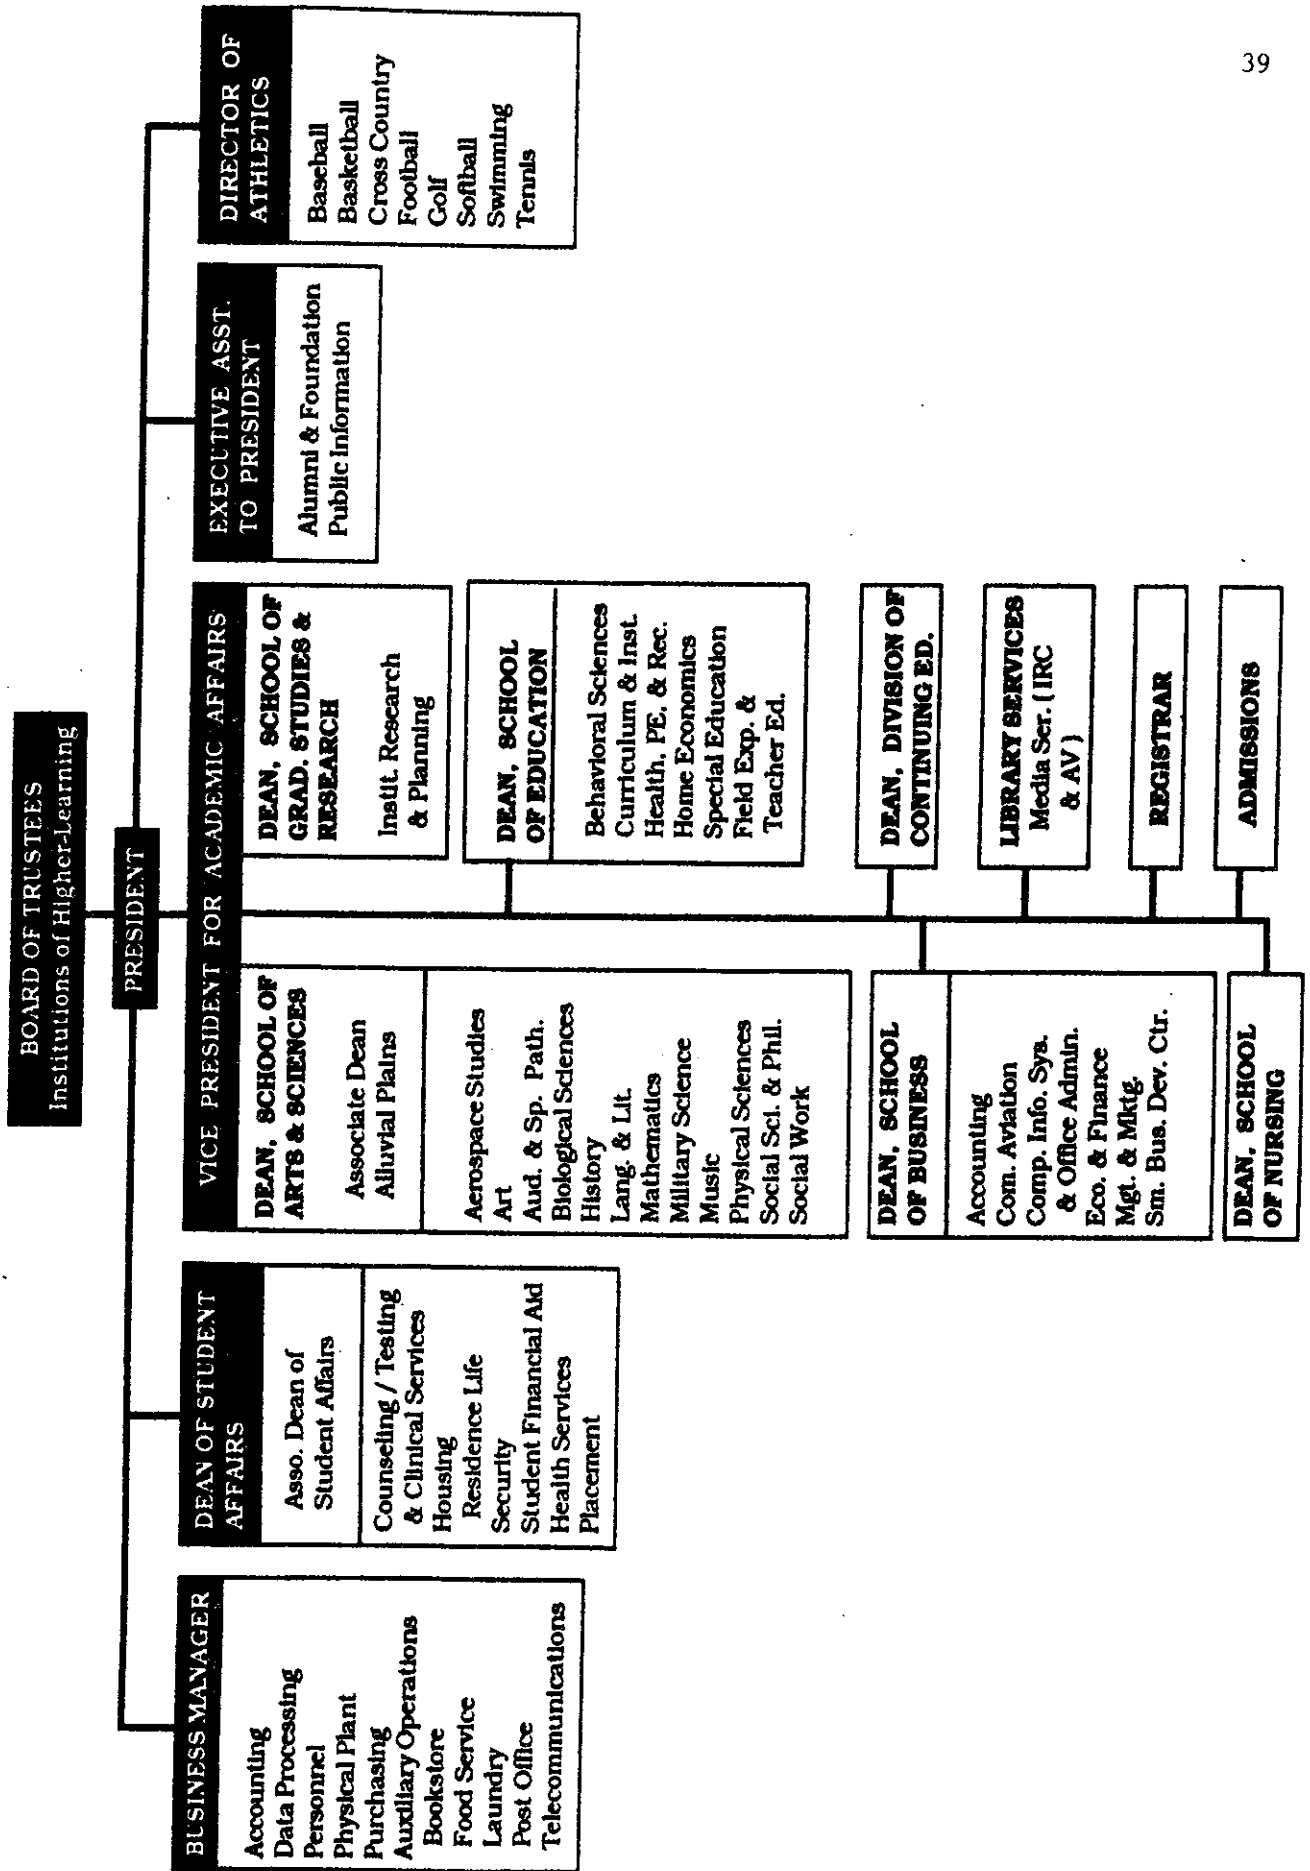 39
BOARD OF TRUSTEES
Institutions of Higher Learning
PRESIDENT
BUSINESS MANAGER
Accounting
Data Processing
Personnel
Physical Plant
Purchasing
Auxiliary Operations
Bookstore
Food Service
Laundry
Post Office
Telecommunications
DEAN OF STUDENT
AFFAIRS
Asso. Dean of
Student Affairs
Counseling / Testing
& Clinical Services
Housing
Residence Life
Security
Student Financial Aid
Health Services
Placement
VICE PRESIDENT FOR ACADEMIC AFFAIRS
DEAN, SCHOOL OF
ARTS & SCIENCES
Associate Dean
Alluvial Plains
Aerospace Studies
Art
Aud. & Sp. Path.
Biological Sciences
History
Lang. & Lit.
Mathematics
Military Science
Music
Physical Sciences
Social Sci. & Phil.
Social Work
DEAN, SCHOOL
OF BUSINESS
Accounting
Com. Aviation
Comp. Info. Sys.
& Office Admin.
Eco. & Finance
Mgt. & Mktg.
Sm. Bus. Dev. Ctr.
DEAN, SCHOOL
OF NURSING
DEAN, SCHOOL OF
GRAD. STUDIES &
RESEARCH
Instit. Research
& Planning
DEAN, SCHOOL
OF EDUCATION
Behavioral Sciences
Curriculum & Inst.
Health, PE, & Rec.
Home Economics
Special Education
Field Exp. &
Teacher Ed.
DEAN, DIVISION OF
CONTINUING ED.
LIBRARY SERVICES
Media Ser. ( IRC
& AV )
REGISTRAR
ADMISSIONS
EXECUTIVE ASST.
TO PRESIDENT
Alumni & Foundation
Public Information
DIRECTOR OF
ATHLETICS
Baseball
Basketball
Cross Country
Football
Golf
Softball
Swimming
Tennis